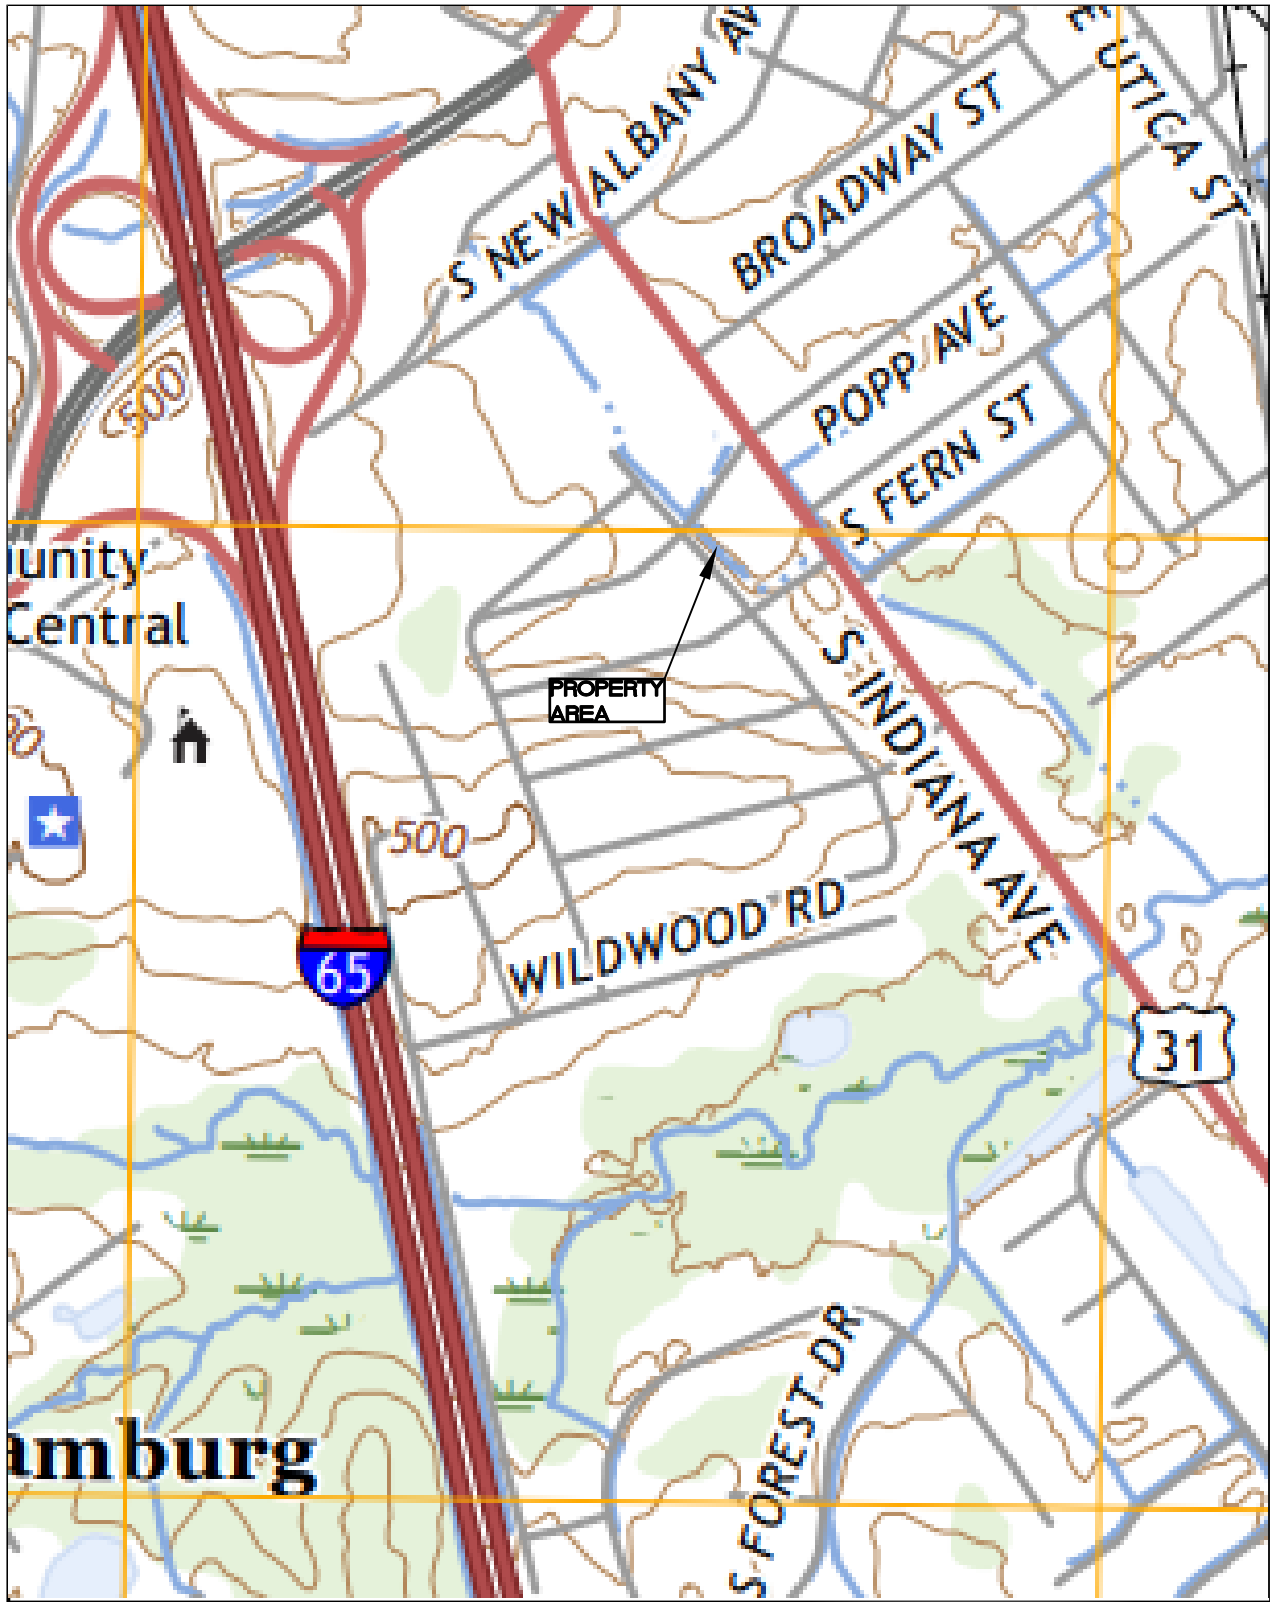 S NEW ALBANY AV
E UTICA ST
BROADWAY ST
500
POPP AVE
S FERN ST
unity
Central
S INDIANA AVE
PROPERTY
AREA
500
WILDWOOD RD
65
31
S FOREST DR
amburg